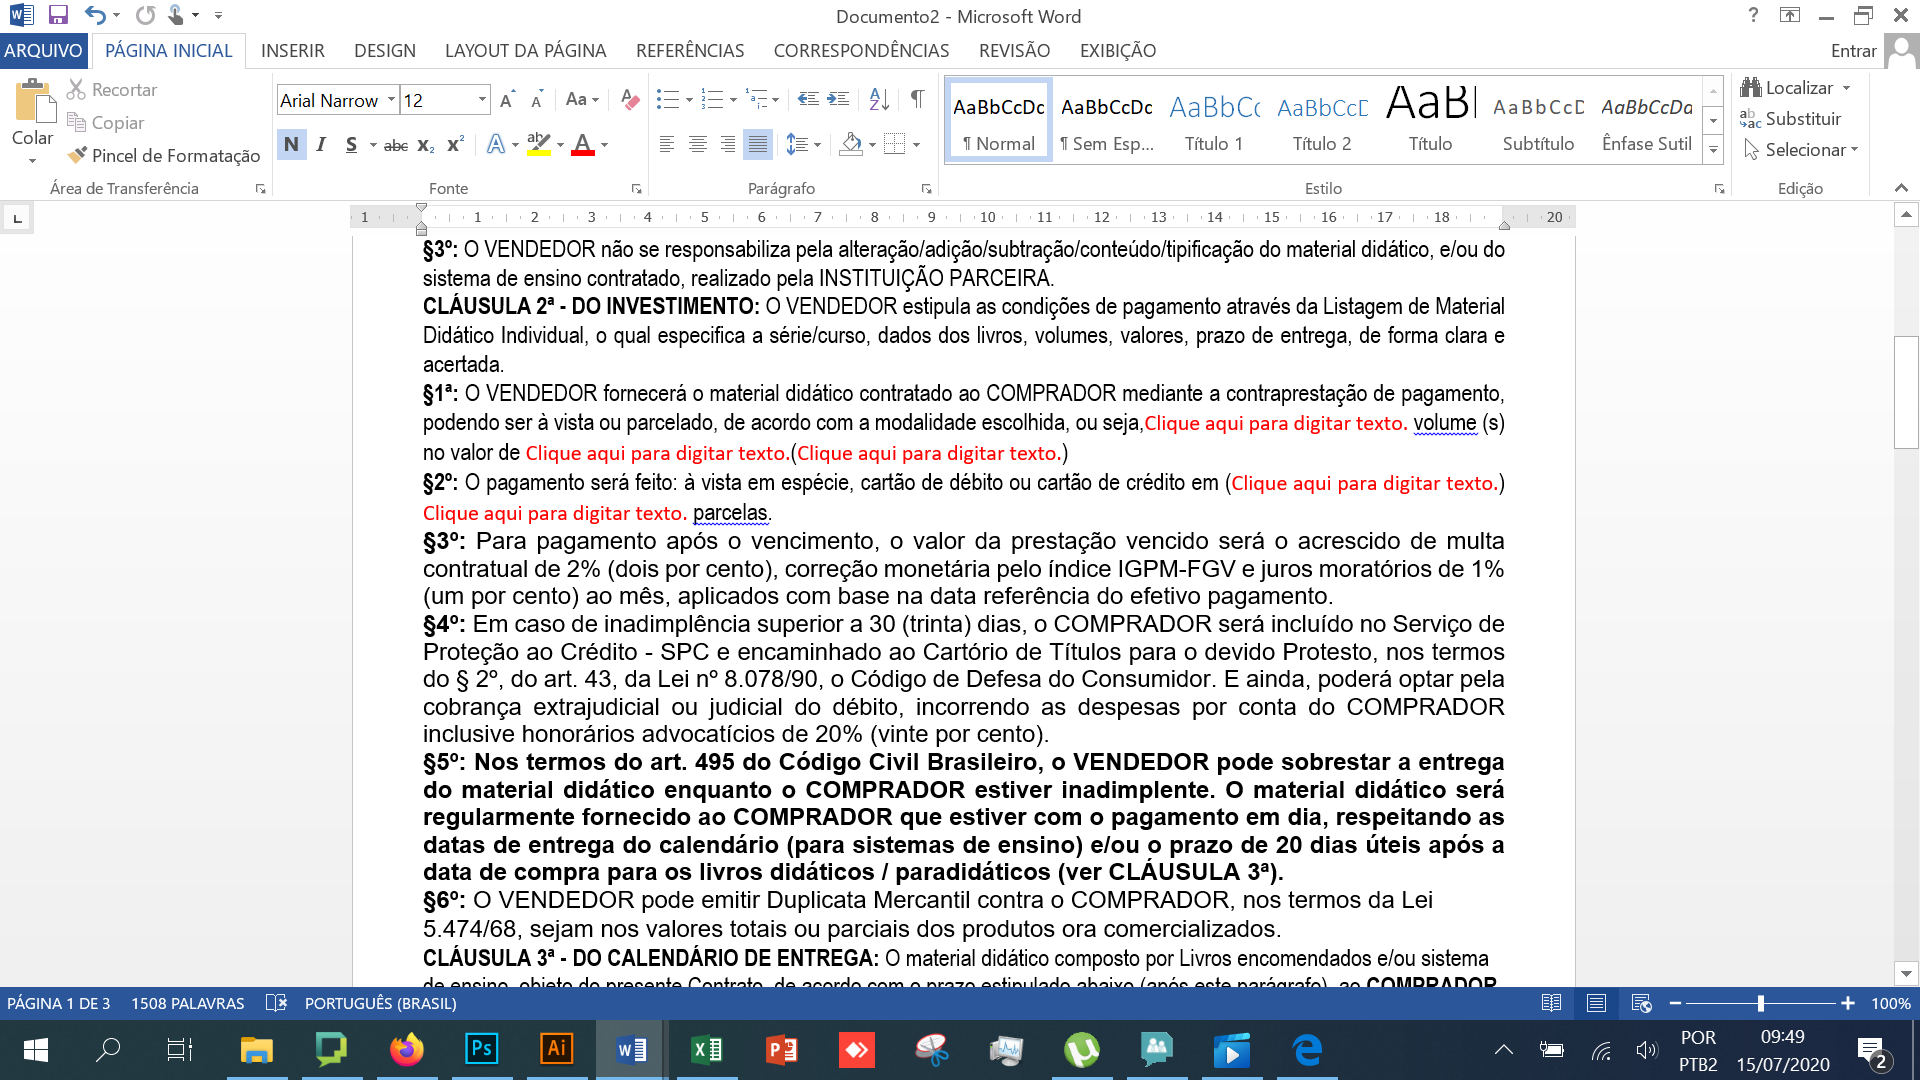 Documento2 - Microsoft Word
ARQUIVO PÁGINA INICIAL INSERIR DESIGN LAYOUT DA PÁGINA REFERÊNCIAS CORRESPONDÊNCIAS REVISÃO EXIBIÇÃO Entrar
Colar
Recortar
Copiar
Pincel de Formatação
Área de Transferência
Arial Narrow 12
Aa
N I S abc X₂ X²
Fonte
Parágrafo
AaBbCcDc AaBbCcDc AaBbCc AaBbCcD AaBl AaBbCcD AaBbCcDa
¶ Normal ¶ Sem Esp... Título 1 Título 2 Título Subtítulo Ênfase Sutil
Estilo
Localizar
Substituir
Selecionar
Edição
1 1 2 3 4 5 6 7 8 9 10 11 12 13 14 15 16 17 18 20
§3º: O VENDEDOR não se responsabiliza pela alteração/adição/subtração/conteúdo/tipificação do material didático, e/ou do
sistema de ensino contratado, realizado pela INSTITUIÇÃO PARCEIRA.
CLÁUSULA 2ª - DO INVESTIMENTO: O VENDEDOR estipula as condições de pagamento através da Listagem de Material
Didático Individual, o qual especifica a série/curso, dados dos livros, volumes, valores, prazo de entrega, de forma clara e
acertada.
§1ª: O VENDEDOR fornecerá o material didático contratado ao COMPRADOR mediante a contraprestação de pagamento,
podendo ser à vista ou parcelado, de acordo com a modalidade escolhida, ou seja,Clique aqui para digitar texto. volume (s)
no valor de Clique aqui para digitar texto.(Clique aqui para digitar texto.)
§2º: O pagamento será feito: à vista em espécie, cartão de débito ou cartão de crédito em (Clique aqui para digitar texto.)
Clique aqui para digitar texto. parcelas.
§3º: Para pagamento após o vencimento, o valor da prestação vencido será o acrescido de multa
contratual de 2% (dois por cento), correção monetária pelo índice IGPM-FGV e juros moratórios de 1%
(um por cento) ao mês, aplicados com base na data referência do efetivo pagamento.
§4º: Em caso de inadimplência superior a 30 (trinta) dias, o COMPRADOR será incluído no Serviço de
Proteção ao Crédito - SPC e encaminhado ao Cartório de Títulos para o devido Protesto, nos termos
do § 2º, do art. 43, da Lei nº 8.078/90, o Código de Defesa do Consumidor. E ainda, poderá optar pela
cobrança extrajudicial ou judicial do débito, incorrendo as despesas por conta do COMPRADOR
inclusive honorários advocatícios de 20% (vinte por cento).
§5º: Nos termos do art. 495 do Código Civil Brasileiro, o VENDEDOR pode sobrestar a entrega
do material didático enquanto o COMPRADOR estiver inadimplente. O material didático será
regularmente fornecido ao COMPRADOR que estiver com o pagamento em dia, respeitando as
datas de entrega do calendário (para sistemas de ensino) e/ou o prazo de 20 dias úteis após a
data de compra para os livros didáticos / paradidáticos (ver CLÁUSULA 3ª).
§6º: O VENDEDOR pode emitir Duplicata Mercantil contra o COMPRADOR, nos termos da Lei
5.474/68, sejam nos valores totais ou parciais dos produtos ora comercializados.
CLÁUSULA 3ª - DO CALENDÁRIO DE ENTREGA: O material didático composto por Livros encomendados e/ou sistema
de ensino, objeto do presente Contrato, de acordo com o prazo estipulado abaixo (após este parágrafo), ao COMPRADOR
PÁGINA 1 DE 3 1508 PALAVRAS PORTUGUÊS (BRASIL) 100%
Ps Ai
POR
PTB2
09:49
15/07/2020
2